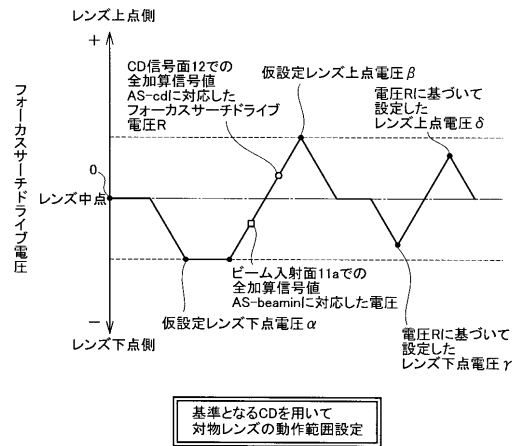 レンズ上点側
+
CD信号面12での
全加算信号値
AS-cdに対応した
フォーカスサーチドライブ
電圧R
仮設定レンズ上点電圧β
電圧Rに基づいて
設定した
レンズ上点電圧δ
フォーカスサーチドライブ電圧
0
レンズ中点
ビーム入射面11aでの
全加算信号値
AS-beaminに対応した電圧
仮設定レンズ下点電圧α
電圧Rに基づいて
設定した
レンズ下点電圧γ
−
レンズ下点側
基準となるCDを用いて
対物レンズの動作範囲設定